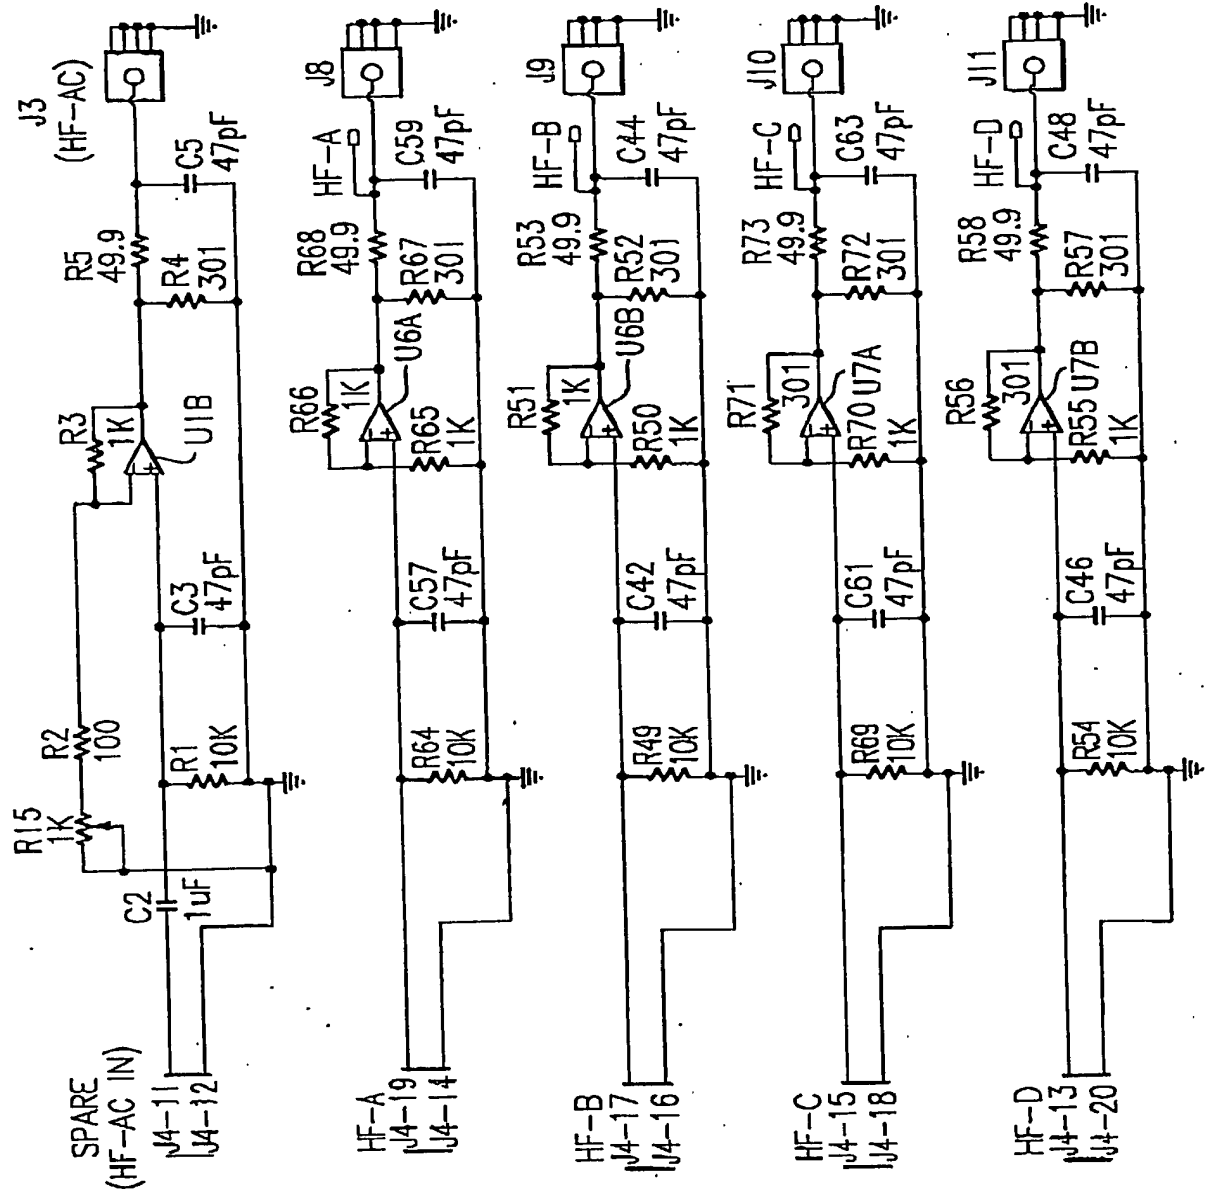 SPARE
(HF-AC IN)
J4-11
J4-12
C2
1uF
R15
1K
R2
100
R1
10K
C3
47pF
R3
1K
U1B
R5
49.9
R4
301
C5
47pF
J3
(HF-AC)
HF-A
J4-19
J4-14
R64
10K
C57
47pF
R66
1K
R65
1K
U6A
R68
49.9
R67
301
HF-A
C59
47pF
J8
HF-B
J4-17
J4-16
R49
10K
C42
47pF
R51
1K
R50
1K
U6B
R53
49.9
R52
301
HF-B
C44
47pF
J9
HF-C
J4-15
J4-18
R69
10K
C61
47pF
R71
301
R70
1K
U7A
R73
49.9
R72
301
HF-C
C63
47pF
J10
HF-D
J4-13
J4-20
R54
10K
C46
47pF
R56
301
R55
1K
U7B
R58
49.9
R57
301
HF-D
C48
47pF
J11